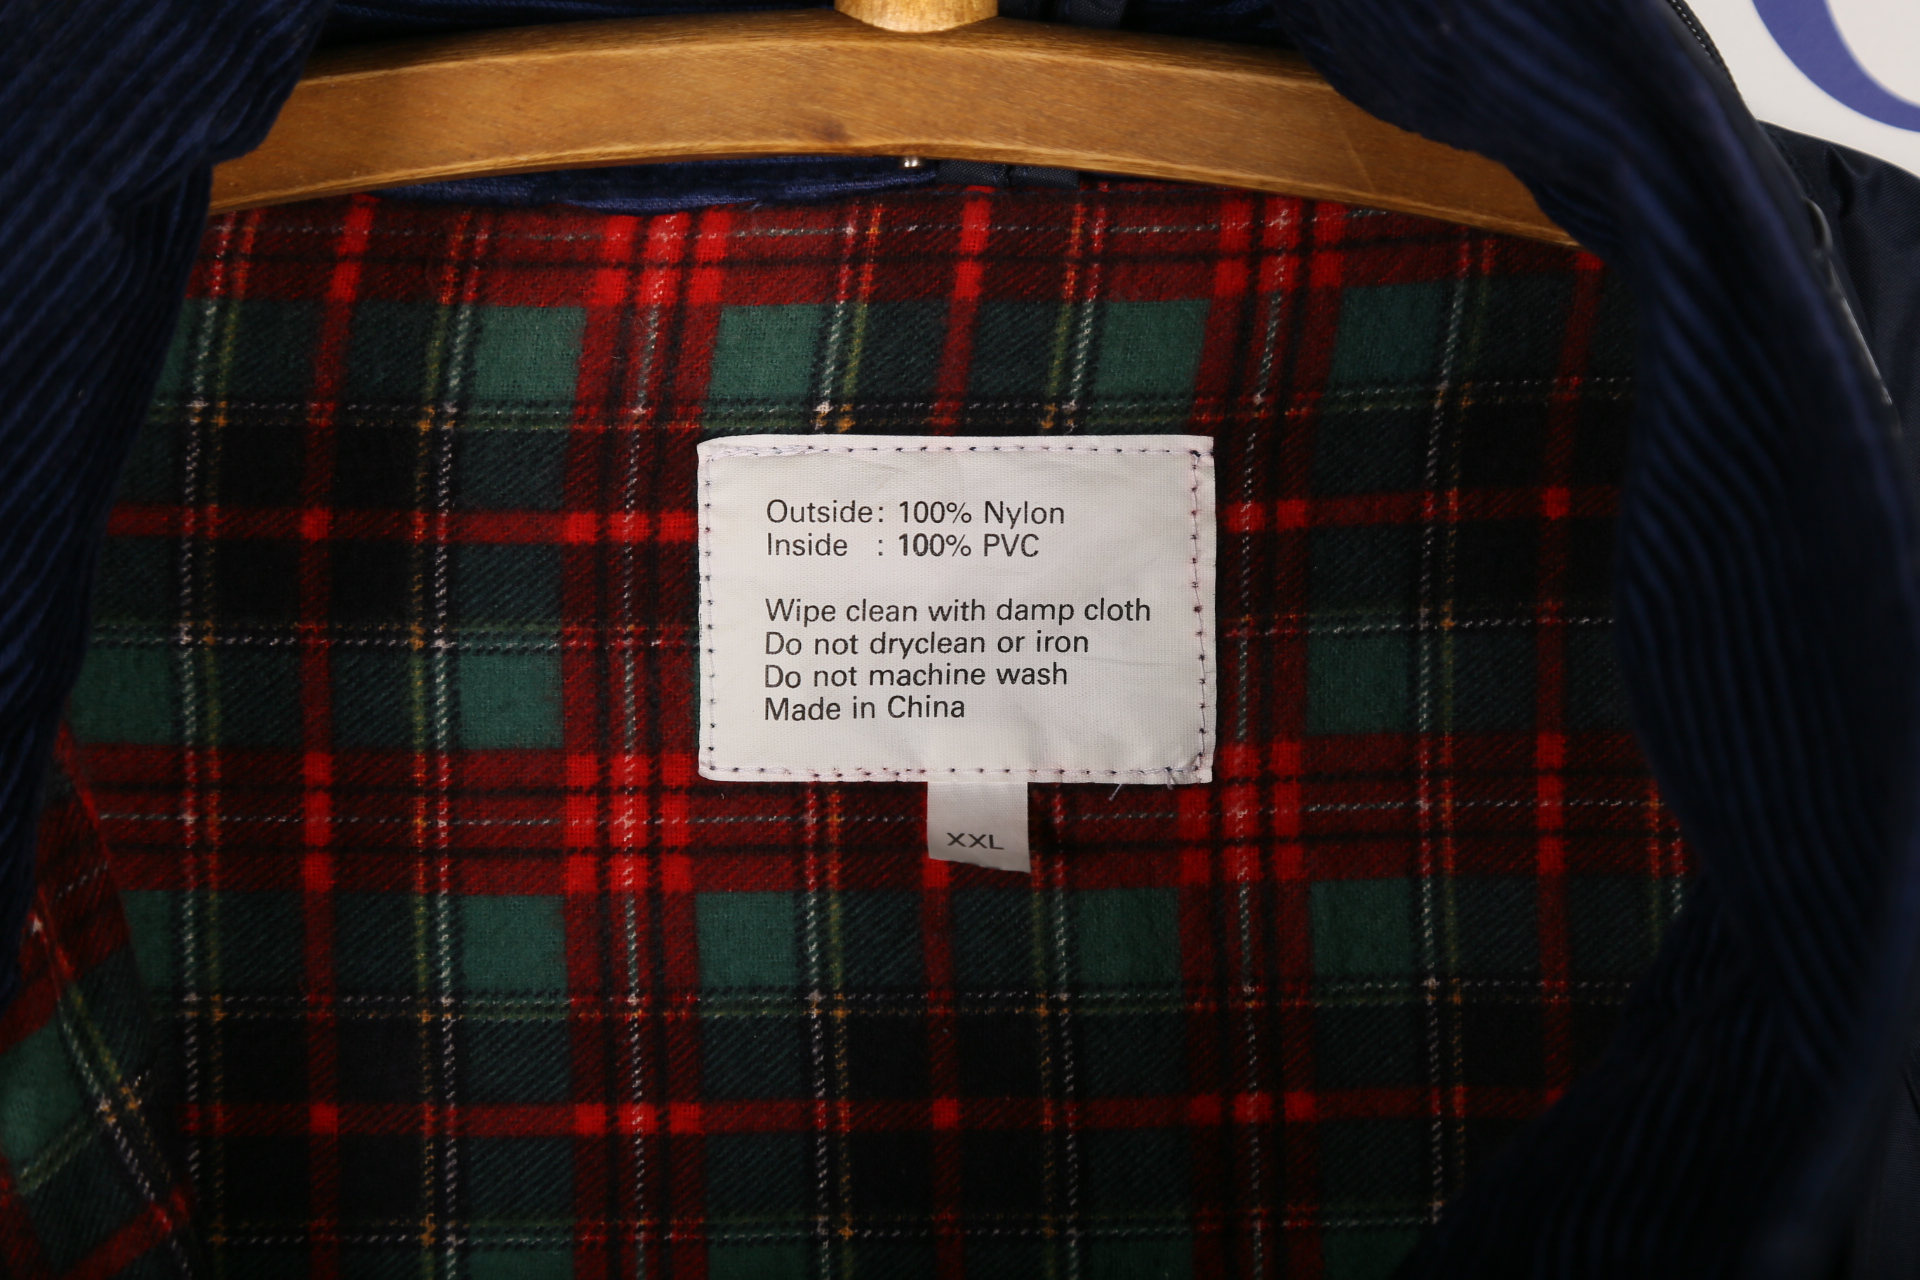 Outside: 100% Nylon
Inside : 100% PVC
Wipe clean with damp cloth
Do not dryclean or iron
Do not machine wash
Made in China
XXL